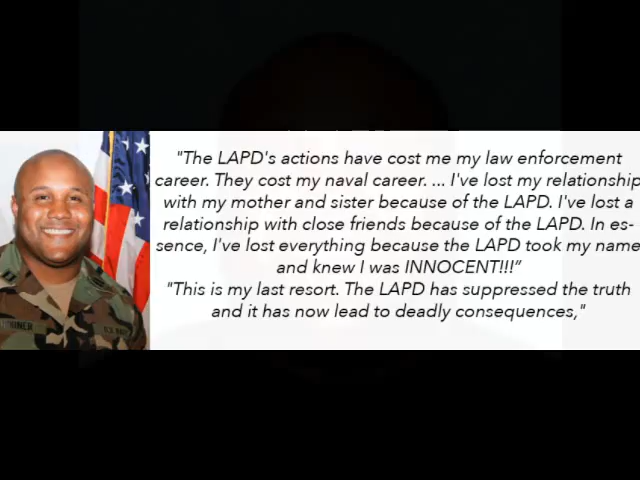 "The LAPD's actions have cost me my law enforcement
career. They cost my naval career. ... I've lost my relationship
with my mother and sister because of the LAPD. I've lost a
relationship with close friends because of the LAPD. In es-
sence, I've lost everything because the LAPD took my name
and knew I was INNOCENT!!!”
"This is my last resort. The LAPD has suppressed the truth
and it has now lead to deadly consequences,"